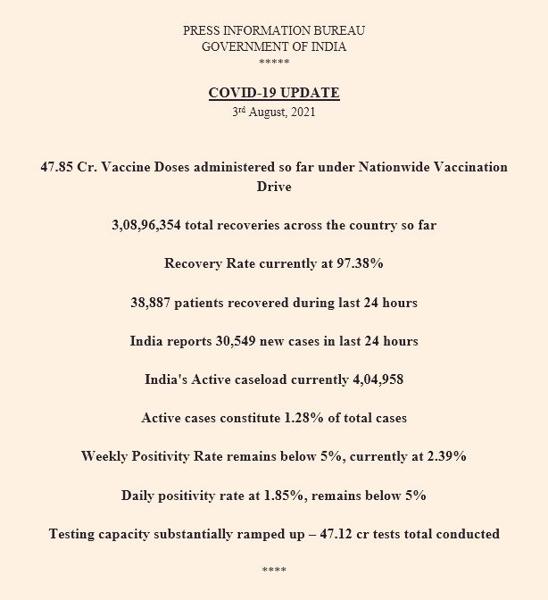 PRESS INFORMATION BUREAU
GOVERNMENT OF INDIA
*****
COVID-19 UPDATE
3rd August, 2021
47.85 Cr. Vaccine Doses administered so far under Nationwide Vaccination
Drive
3,08,96,354 total recoveries across the country so far
Recovery Rate currently at 97.38%
38,887 patients recovered during last 24 hours
India reports 30,549 new cases in last 24 hours
India's Active caseload currently 4,04,958
Active cases constitute 1.28% of total cases
Weekly Positivity Rate remains below 5%, currently at 2.39%
Daily positivity rate at 1.85%, remains below 5%
Testing capacity substantially ramped up – 47.12 cr tests total conducted
****